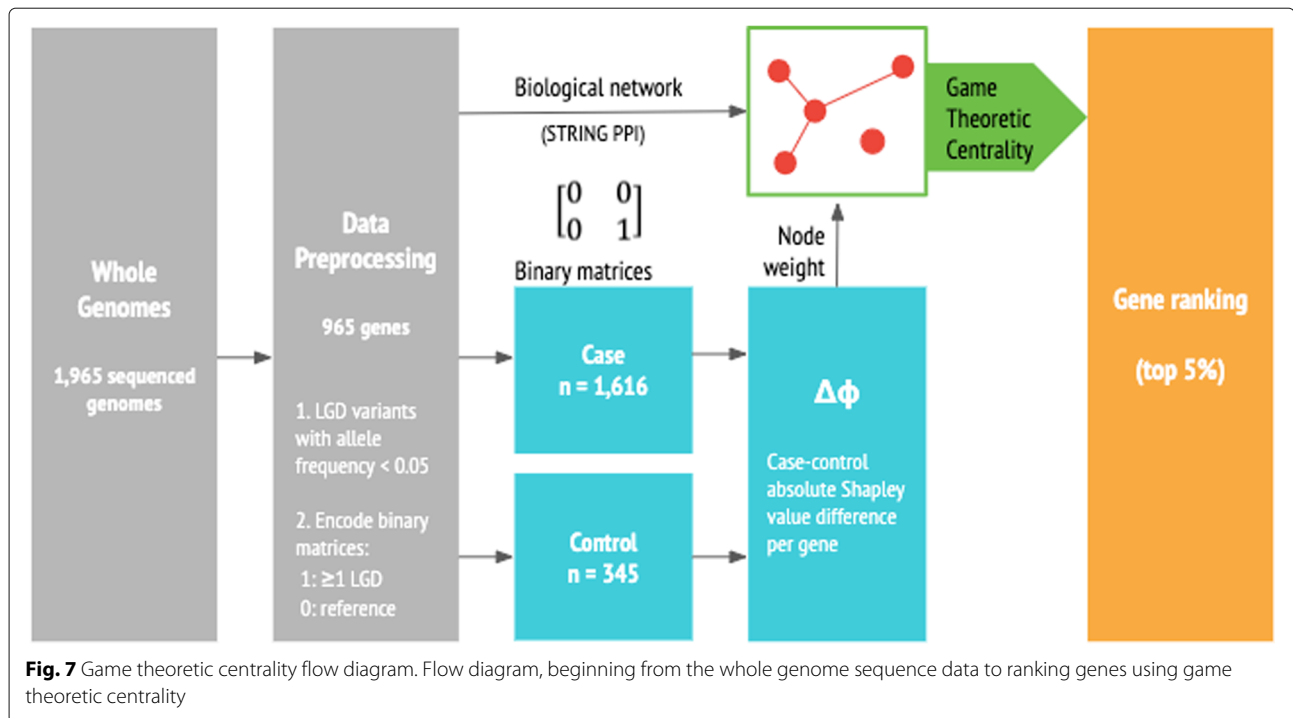 Whole
Genomes
1,965 sequenced
genomes
Data
Preprocessing
965 genes
1. LGD variants
with allele
frequency < 0.05
2. Encode binary
matrices:
1: ≥1 LGD
0: reference
Biological network
(STRING PPI)
[0 0
0 1]
Binary matrices
Case
n = 1,616
Control
n = 345
Node
weight
Δϕ
Case-control
absolute Shapley
value difference
per gene
Game
Theoretic
Centrality
Gene ranking
(top 5%)
Fig. 7 Game theoretic centrality flow diagram. Flow diagram, beginning from the whole genome sequence data to ranking genes using game
theoretic centrality